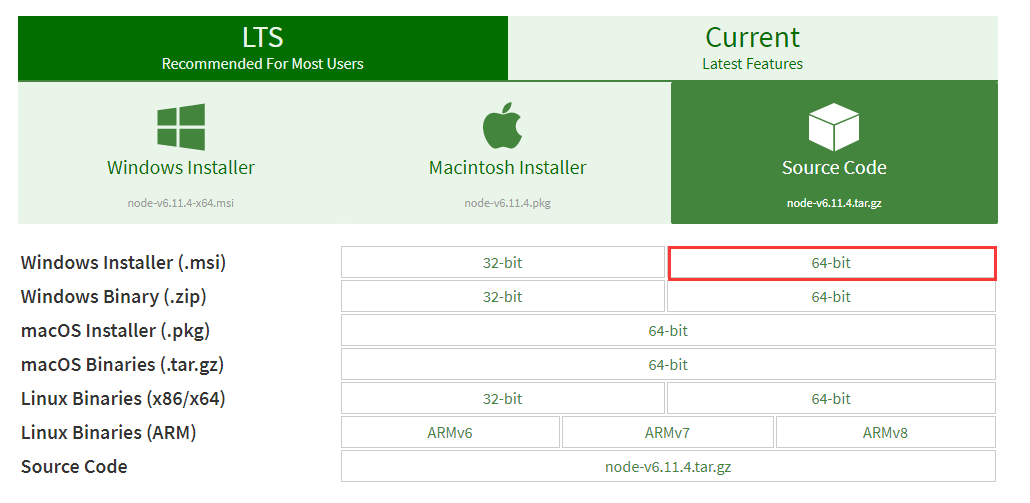 LTS
Recommended For Most Users
Current
Latest Features
Windows Installer
node-v6.11.4-x64.msi
Macintosh Installer
node-v6.11.4.pkg
Source Code
node-v6.11.4.tar.gz
Windows Installer (.msi) 32-bit 64-bit
Windows Binary (.zip) 32-bit 64-bit
macOS Installer (.pkg) 64-bit
macOS Binaries (.tar.gz) 64-bit
Linux Binaries (x86/x64) 32-bit 64-bit
Linux Binaries (ARM) ARMv6 ARMv7 ARMv8
Source Code node-v6.11.4.tar.gz